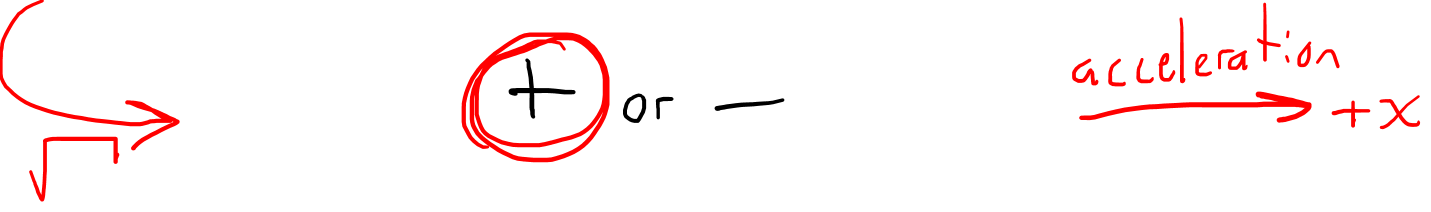 acceleration
+ or − → +x
√